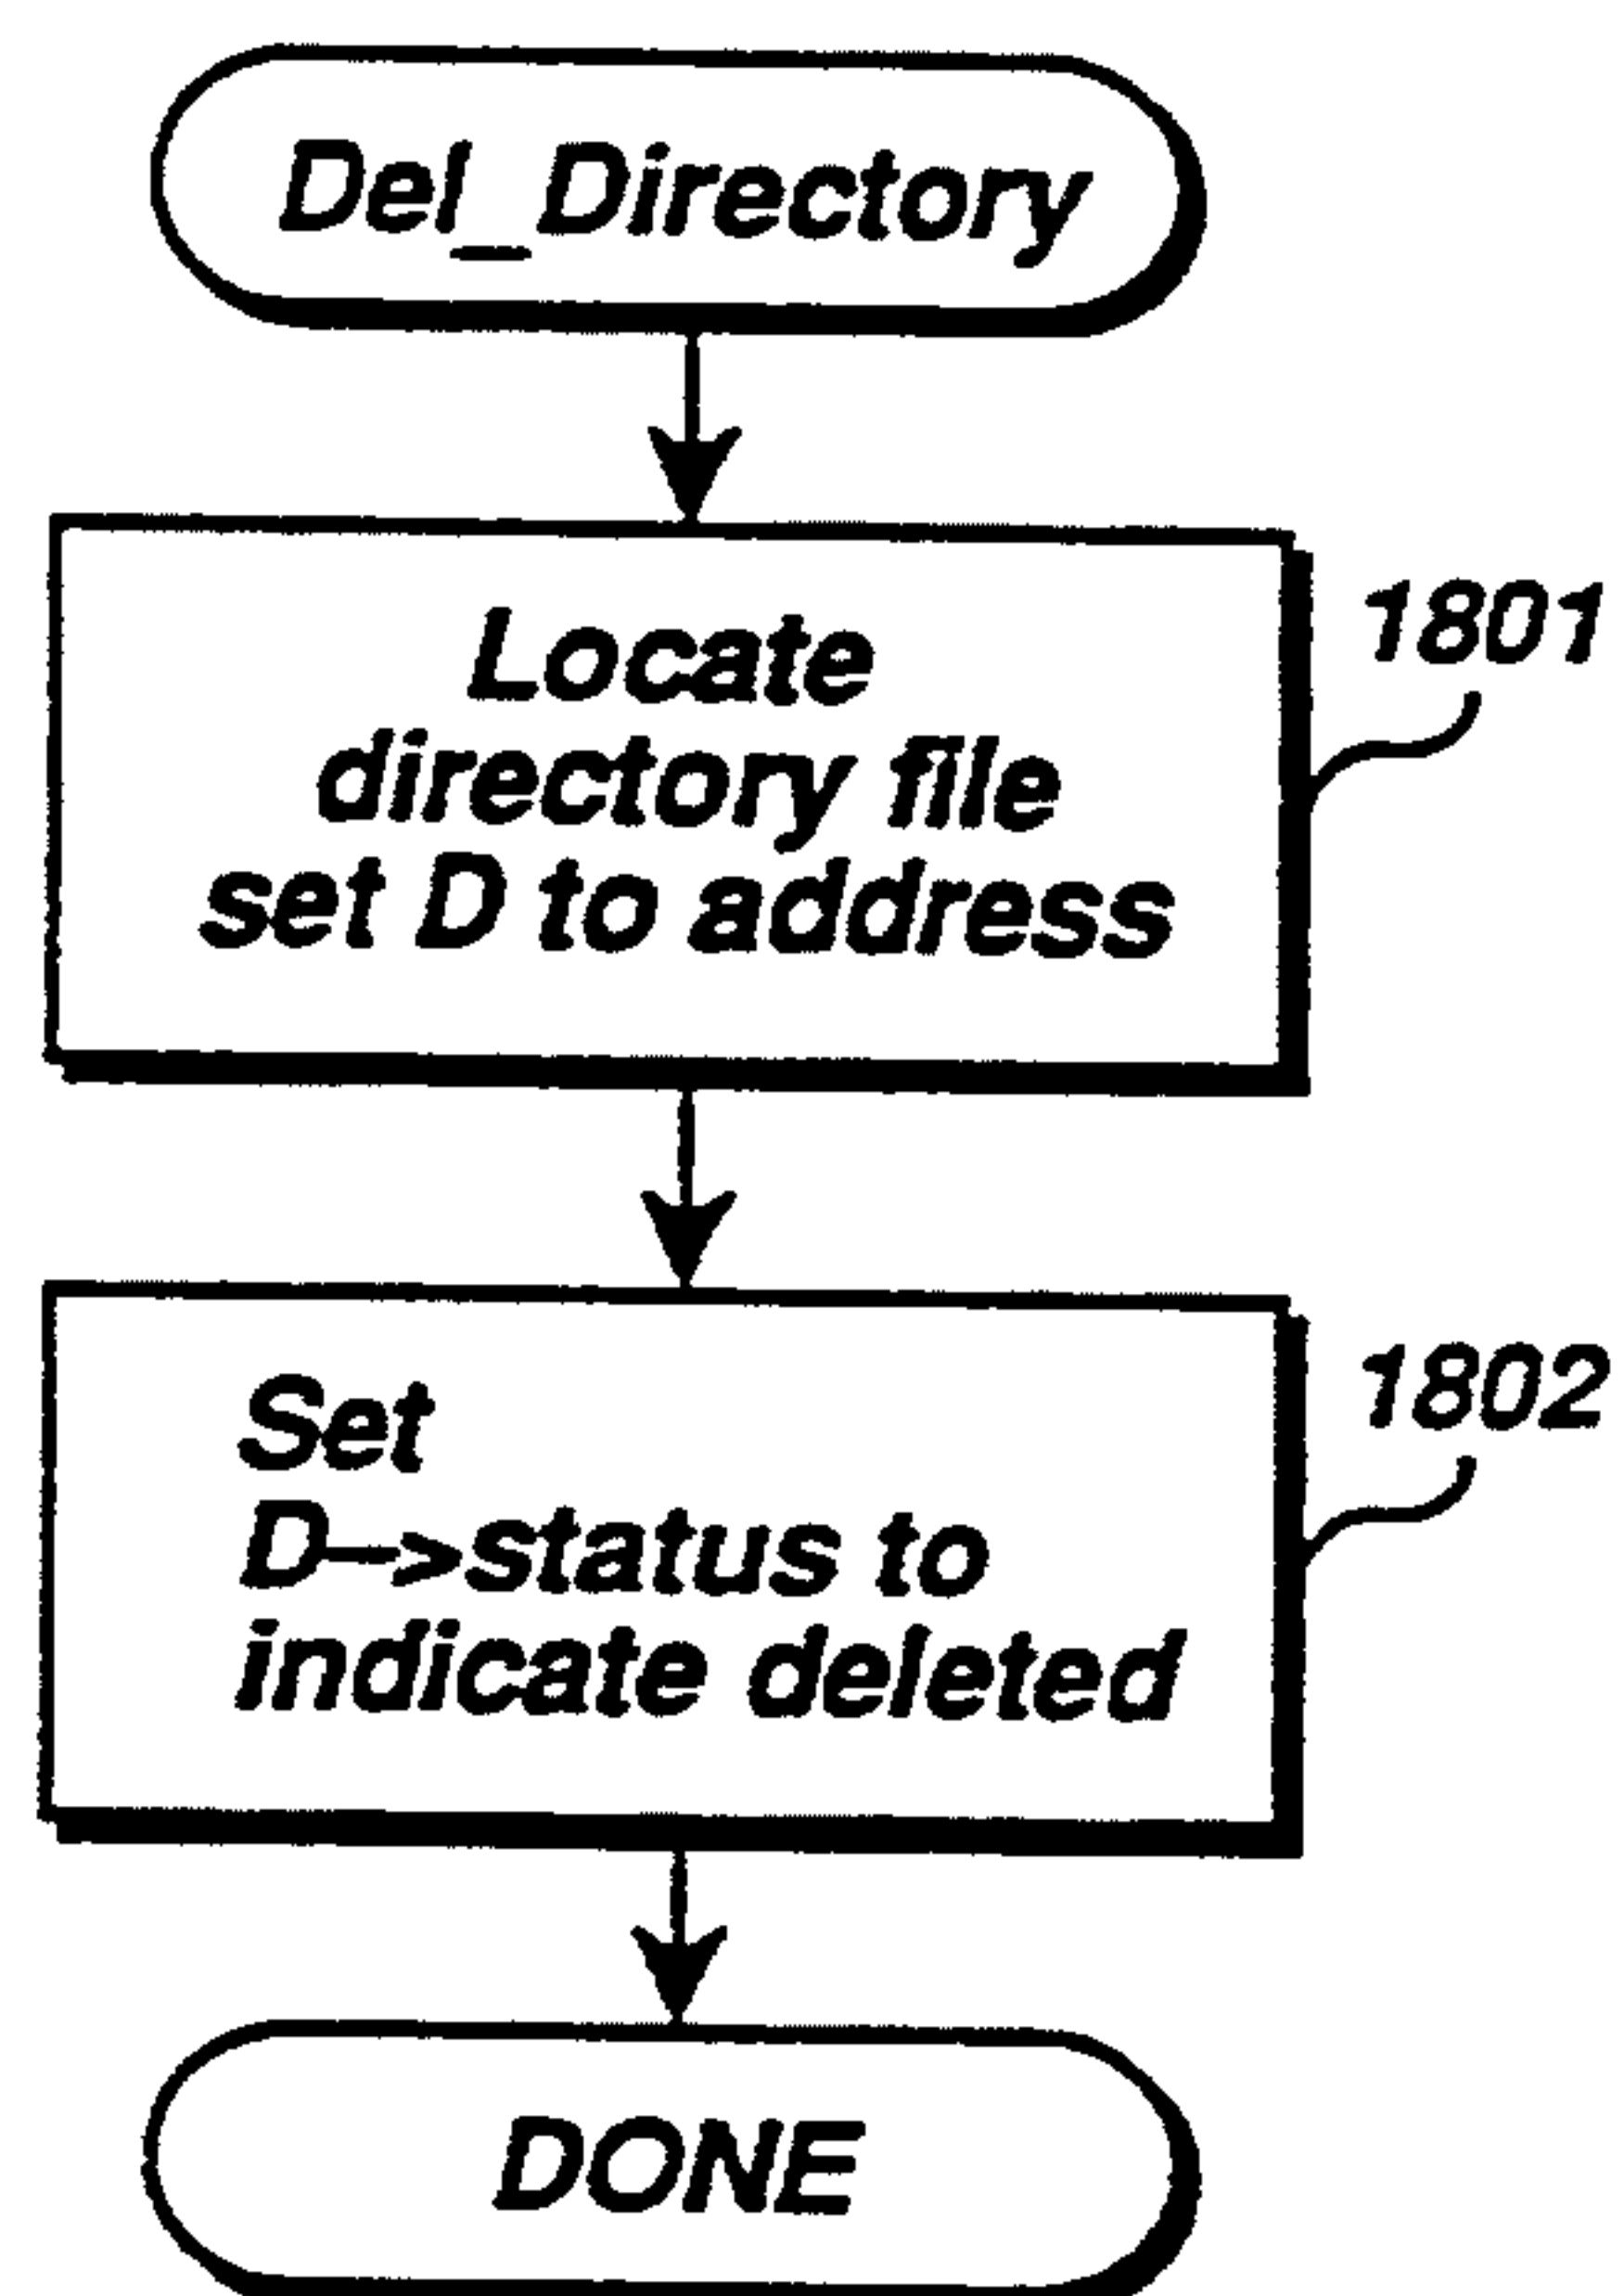 Del_Directory
Locate
directory file
set D to address
1801
Set
D—>status to
indicate deleted
1802
DONE